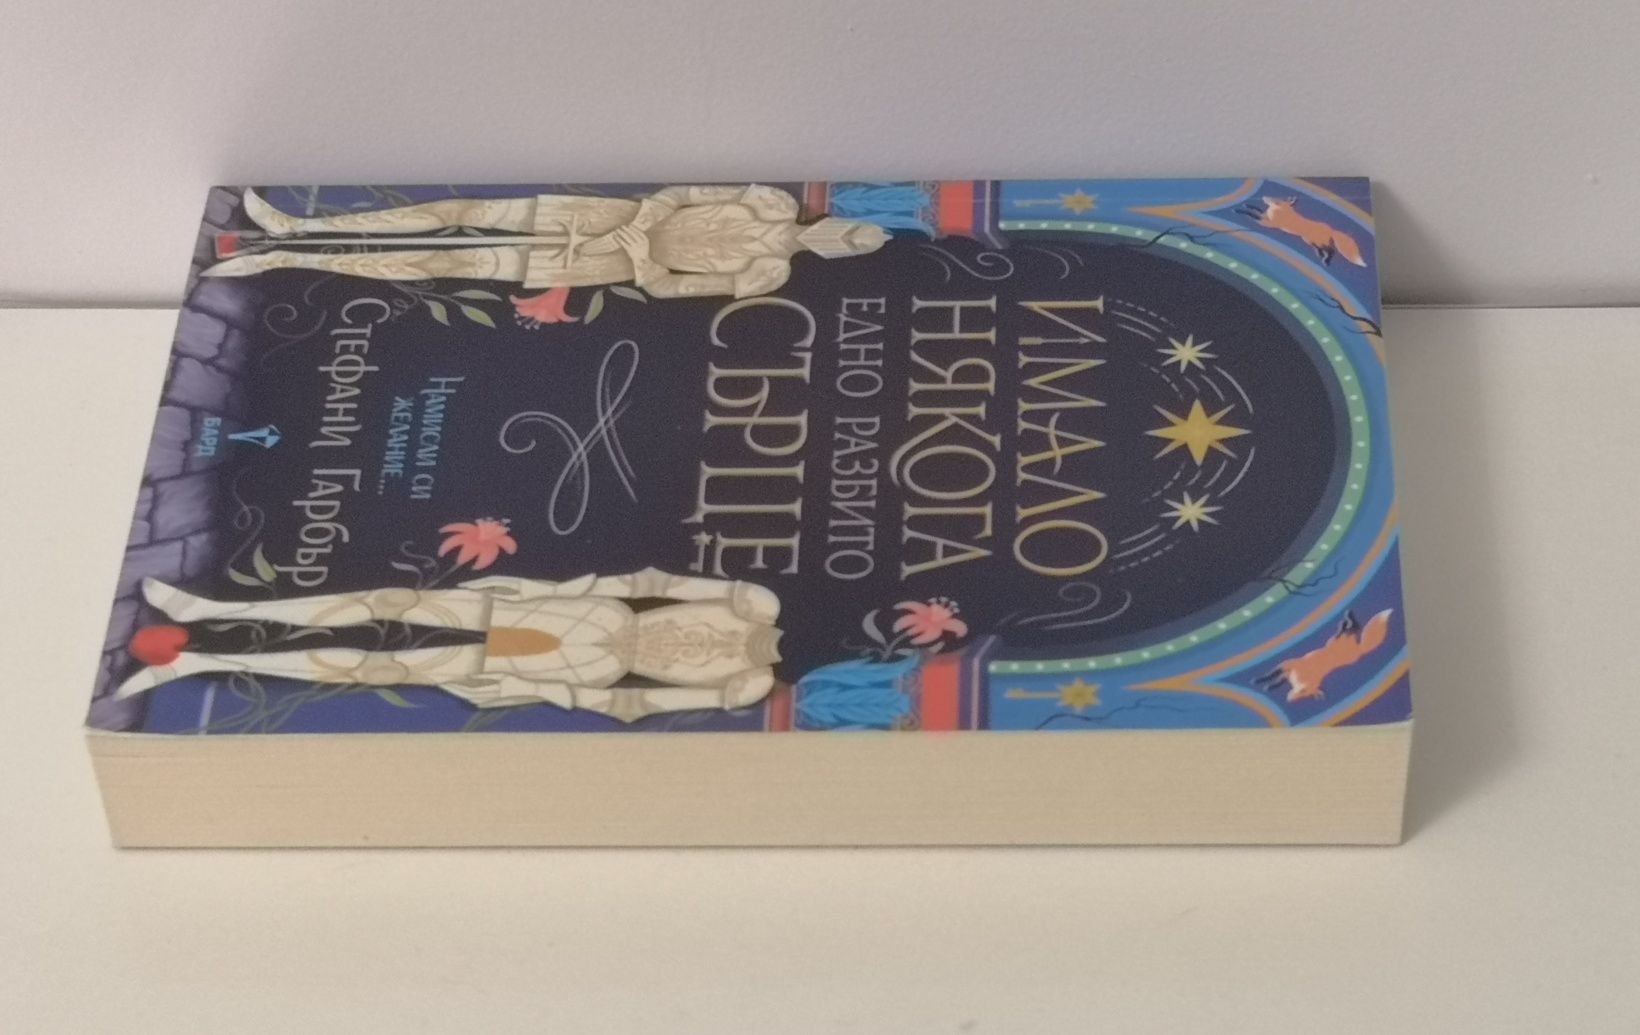 ИМАЛО
НЯКОГА
ЕДНО РАЗБИТО
СЪРЦЕ
НАМИСЛИ СИ
ЖЕЛАНИЕ...
СТЕФАНИ ГАРБЪР
БАРД